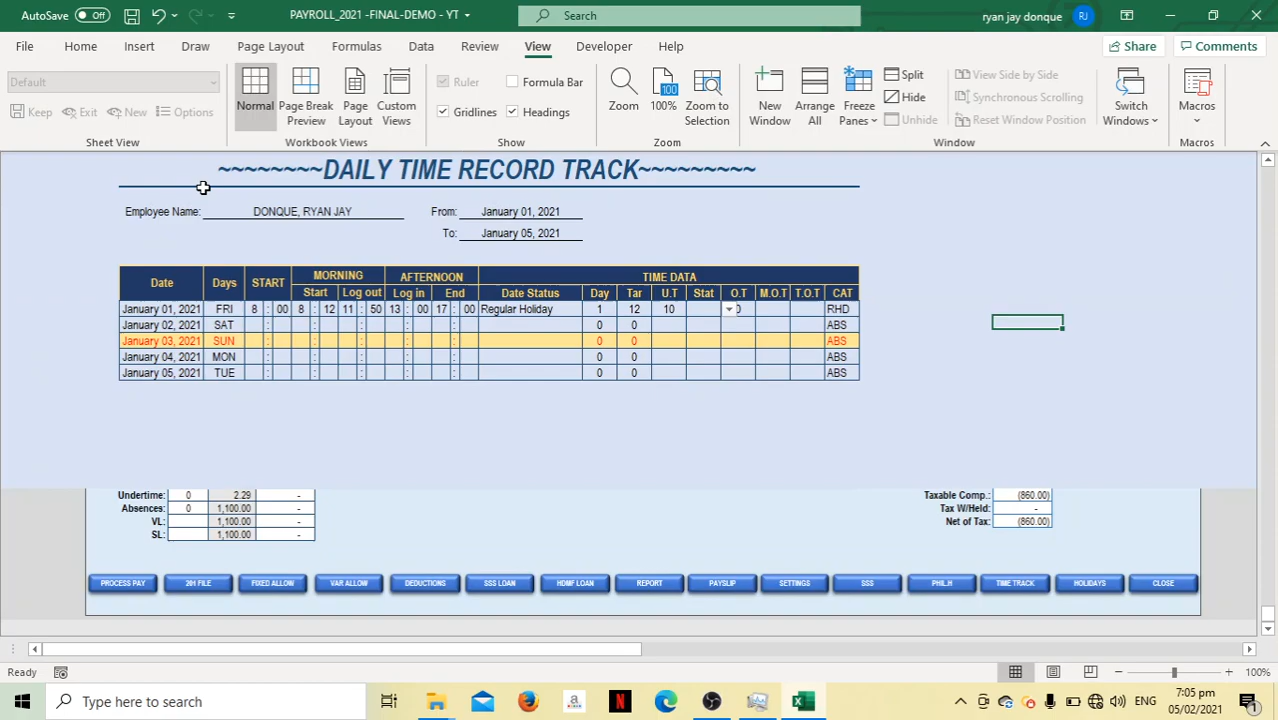 AutoSave Off PAYROLL_2021 -FINAL-DEMO - YT Search ryan jay donque RJ
File Home Insert Draw Page Layout Formulas Data Review View Developer Help Share Comments
Default Keep Exit New Options Sheet View
Normal Page Break Preview Page Layout Custom Views Workbook Views
Ruler Formula Bar Gridlines Headings Show
Zoom 100 100% Zoom to Selection Zoom
New Window Arrange All Freeze Panes Split Hide Unhide View Side by Side Synchronous Scrolling Reset Window Position Switch Windows Window
Macros Macros
~~~~~~~~DAILY TIME RECORD TRACK~~~~~~~~~
Employee Name: DONQUE, RYAN JAY From: January 01, 2021
To: January 05, 2021
Date Days START MORNING AFTERNOON TIME DATA
Start Log out Log in End Date Status Day Tar U.T Stat O.T M.O.T T.O.T CAT
January 01, 2021 FRI 8 : 00 8 : 12 11 : 50 13 : 00 17 : 00 Regular Holiday 1 12 10 RHD
January 02, 2021 SAT : : : : : 0 0 ABS
January 03, 2021 SUN : : : : : 0 0 ABS
January 04, 2021 MON : : : : : 0 0 ABS
January 05, 2021 TUE : : : : : 0 0 ABS
Undertime: 0 2.29 - Taxable Comp.: (860.00)
Absences: 0 1,100.00 - Tax W/Held: -
VL: 1,100.00 - Net of Tax: (860.00)
SL: 1,100.00 -
PROCESS PAY 201 FILE FIXED ALLOW VAR ALLOW DEDUCTIONS SSS LOAN HDMF LOAN REPORT PAYSLIP SETTINGS SSS PHIL.H TIME TRACK HOLIDAYS CLOSE
Ready 100%
Type here to search ENG 7:05 pm
05/02/2021